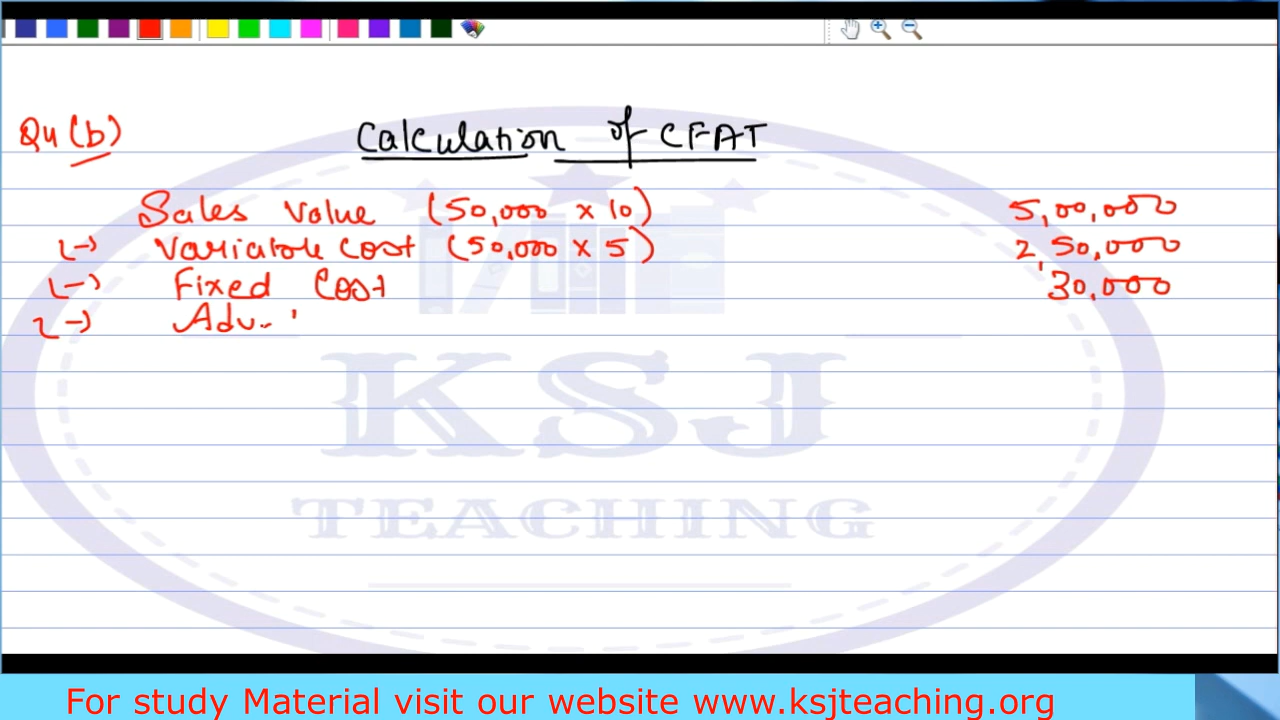 Q4 (b) Calculation of CFAT
Sales Value (50,000 x 10) 5,00,000
(-) Variable Cost (50,000 x 5) 2,50,000
(-) Fixed Cost 30,000
(-) Adv.
KSJ
TEACHING
For study Material visit our website www.ksjteaching.org